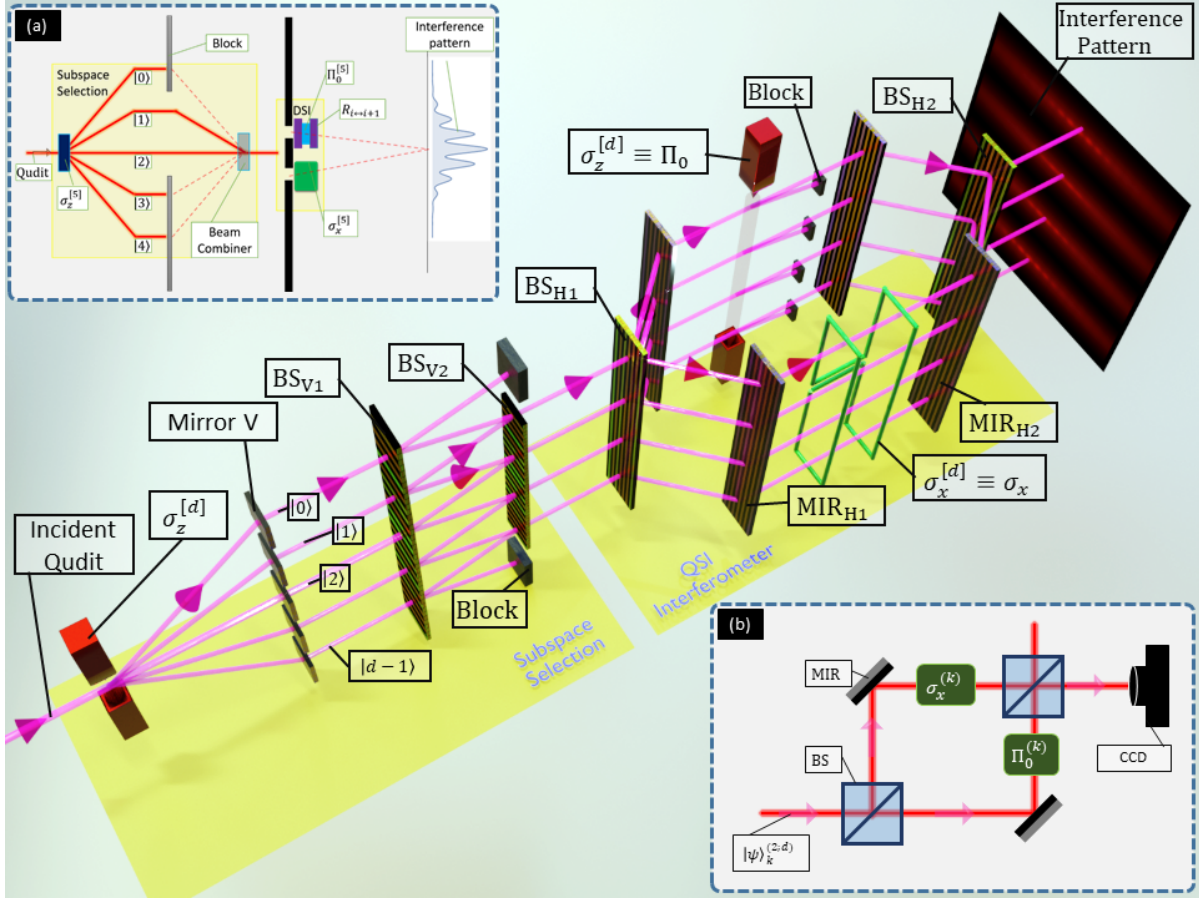 (a)
Block
Subspace
Selection
|0⟩
|1⟩
|2⟩
|3⟩
|4⟩
Qudit
σ_z^[5]
Beam
Combiner
DSI
Π_0^[5]
R_{i↔i+1}
σ_x^[5]
Interference
pattern
Interference
Pattern
BS_H2
Block
σ_z^[d] ≡ Π_0
BS_H1
BS_V2
BS_V1
Mirror V
σ_z^[d]
Incident
Qudit
|0⟩
|1⟩
|2⟩
|d − 1⟩
Block
Subspace
Selection
QSI
Interferometer
MIR_H1
MIR_H2
σ_x^[d] ≡ σ_x
(b)
MIR
σ_x^(k)
BS
Π_0^(k)
CCD
|ψ⟩_k^(2;d)